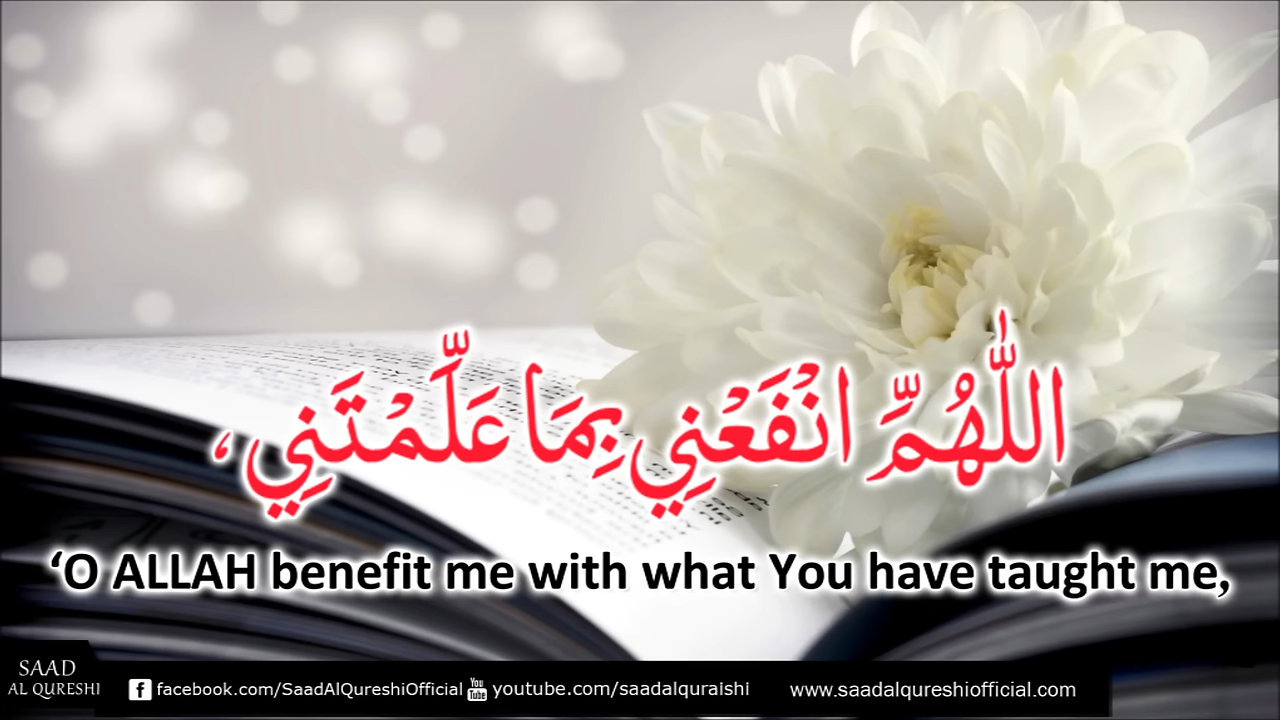 اللّٰهُمَّ انْفَعْنِي بِمَا عَلَّمْتَنِي،
‘O ALLAH benefit me with what You have taught me,
SAAD
AL QURESHI
facebook.com/SaadAlQureshiOfficial You Tube youtube.com/saadalquraishi www.saadalqureshiofficial.com